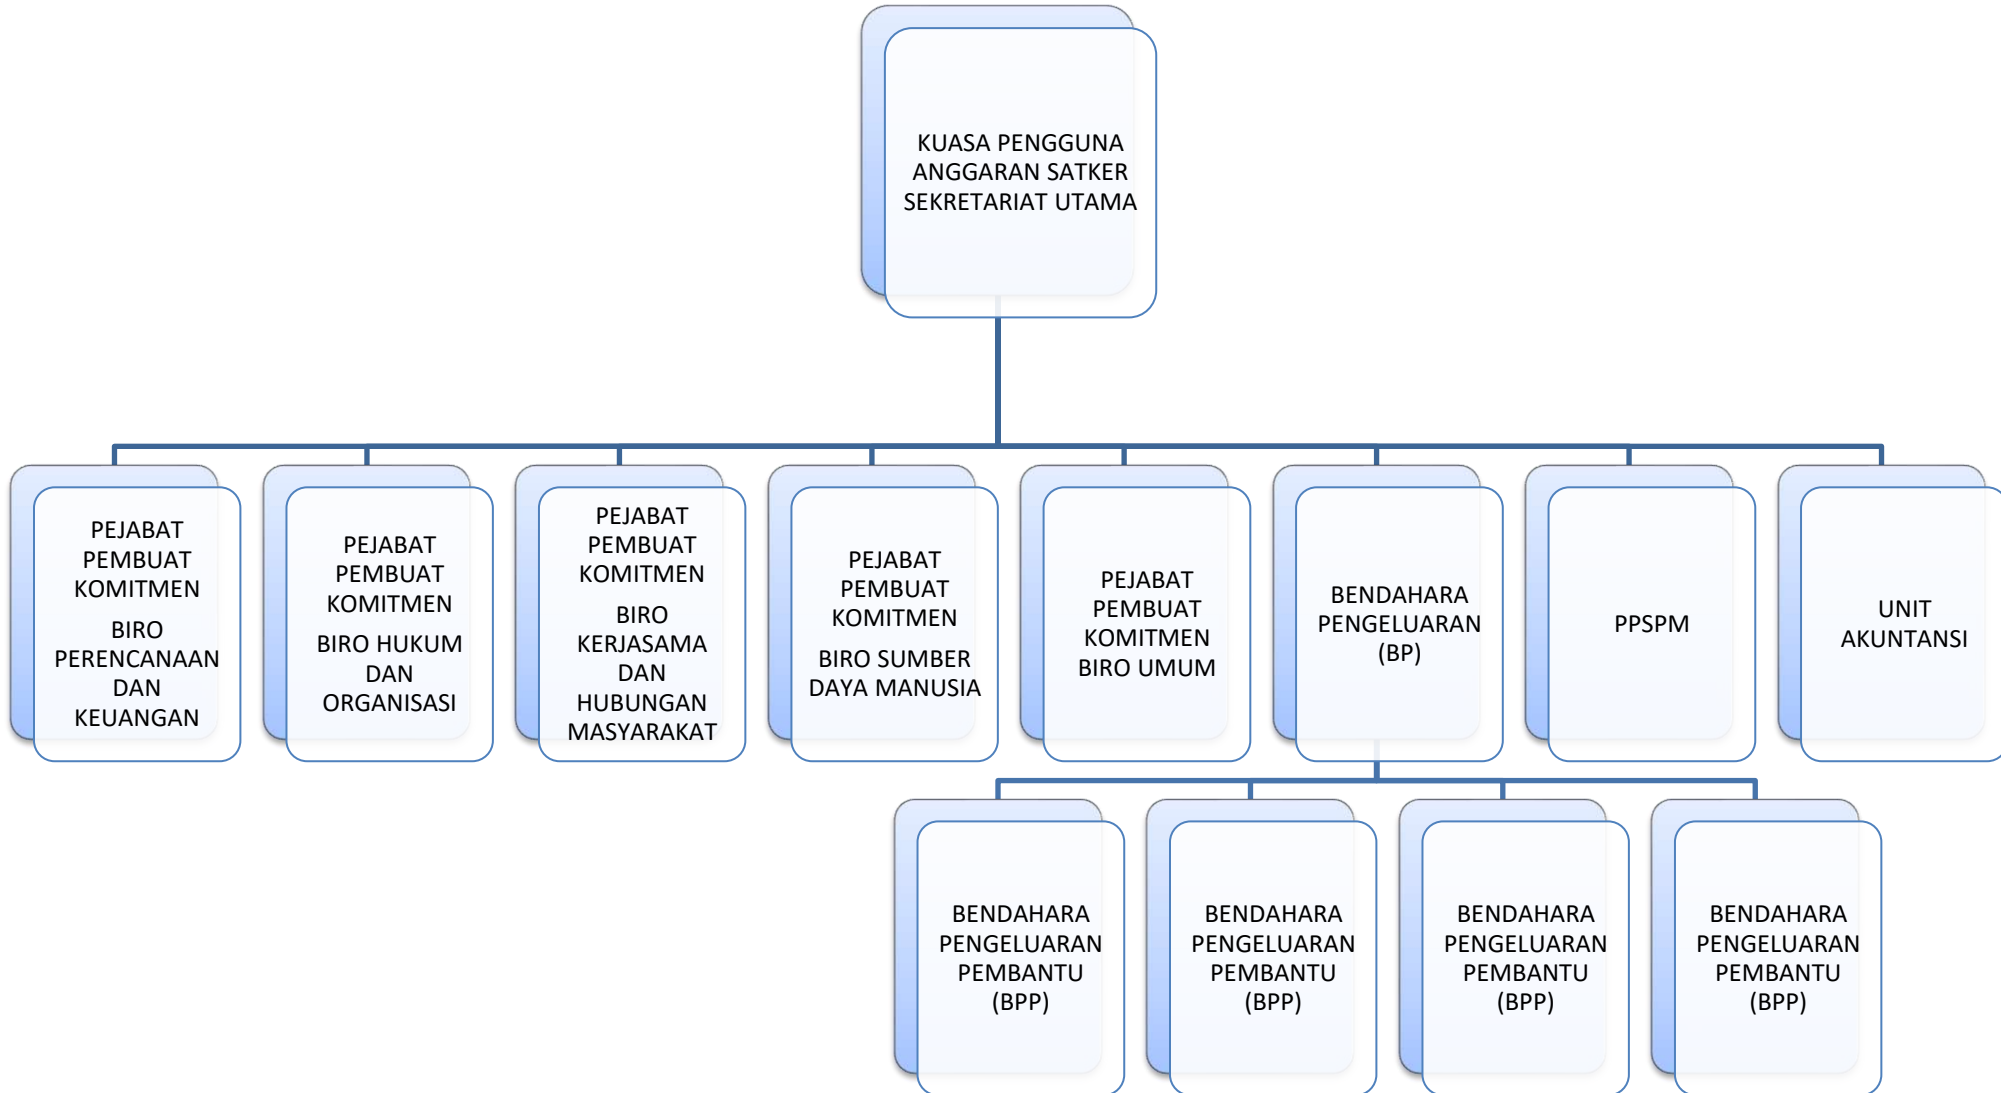 KUASA PENGGUNA
ANGGARAN SATKER
SEKRETARIAT UTAMA
PEJABAT
PEMBUAT
KOMITMEN
BIRO
PERENCANAAN
DAN
KEUANGAN
PEJABAT
PEMBUAT
KOMITMEN
BIRO HUKUM
DAN
ORGANISASI
PEJABAT
PEMBUAT
KOMITMEN
BIRO
KERJASAMA
DAN
HUBUNGAN
MASYARAKAT
PEJABAT
PEMBUAT
KOMITMEN
BIRO SUMBER
DAYA MANUSIA
PEJABAT
PEMBUAT
KOMITMEN
BIRO UMUM
BENDAHARA
PENGELUARAN
(BP)
PPSPM
UNIT
AKUNTANSI
BENDAHARA
PENGELUARAN
PEMBANTU
(BPP)
BENDAHARA
PENGELUARAN
PEMBANTU
(BPP)
BENDAHARA
PENGELUARAN
PEMBANTU
(BPP)
BENDAHARA
PENGELUARAN
PEMBANTU
(BPP)